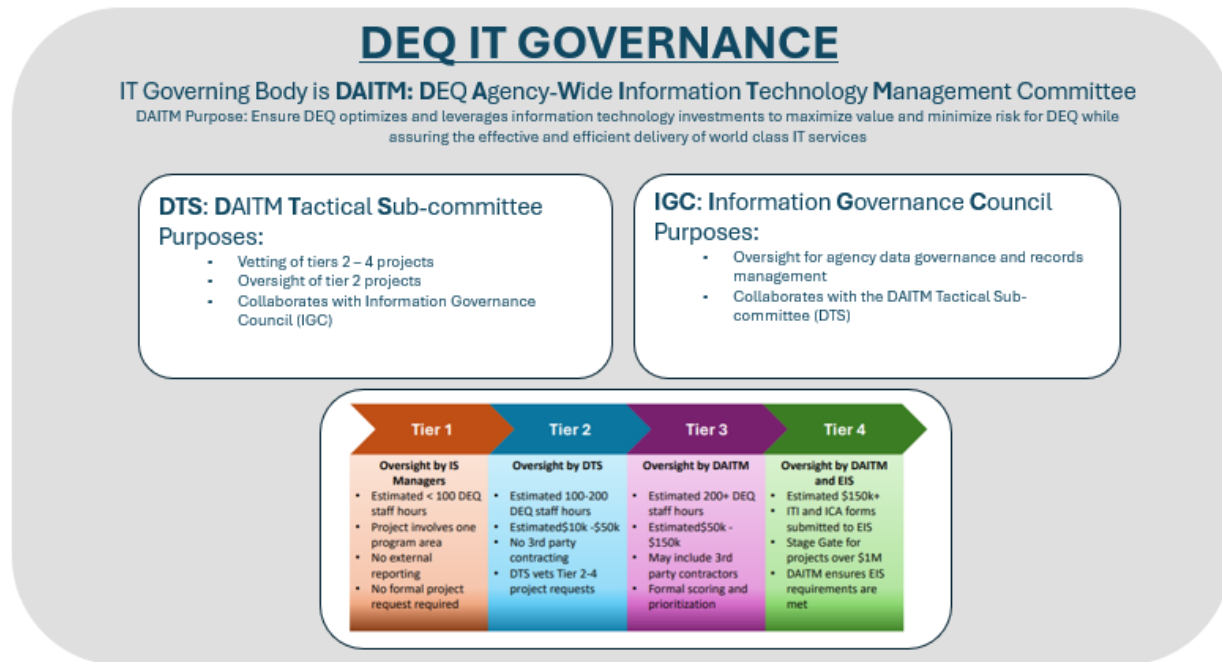 DEQ IT GOVERNANCE
IT Governing Body is DAITM: DEQ Agency-Wide Information Technology Management Committee
DAITM Purpose: Ensure DEQ optimizes and leverages information technology investments to maximize value and minimize risk for DEQ while
assuring the effective and efficient delivery of world class IT services
DTS: DAITM Tactical Sub-committee
Purposes:
- Vetting of tiers 2 – 4 projects
- Oversight of tier 2 projects
- Collaborates with Information Governance
Council (IGC)
IGC: Information Governance Council
Purposes:
- Oversight for agency data governance and records
management
- Collaborates with the DAITM Tactical Sub-
committee (DTS)
Tier 1
Oversight by IS
Managers
• Estimated < 100 DEQ
staff hours
• Project involves one
program area
• No external
reporting
• No formal project
request required
Tier 2
Oversight by DTS
• Estimated 100-200
DEQ staff hours
• Estimated$10k -$50k
• No 3rd party
contracting
• DTS vets Tier 2-4
project requests
Tier 3
Oversight by DAITM
• Estimated 200+ DEQ
staff hours
• Estimated$50k -
$150k
• May include 3rd
party contractors
• Formal scoring and
prioritization
Tier 4
Oversight by DAITM
and EIS
• Estimated $150k+
• ITI and ICA forms
submitted to EIS
• Stage Gate for
projects over $1M
• DAITM ensures EIS
requirements are
met